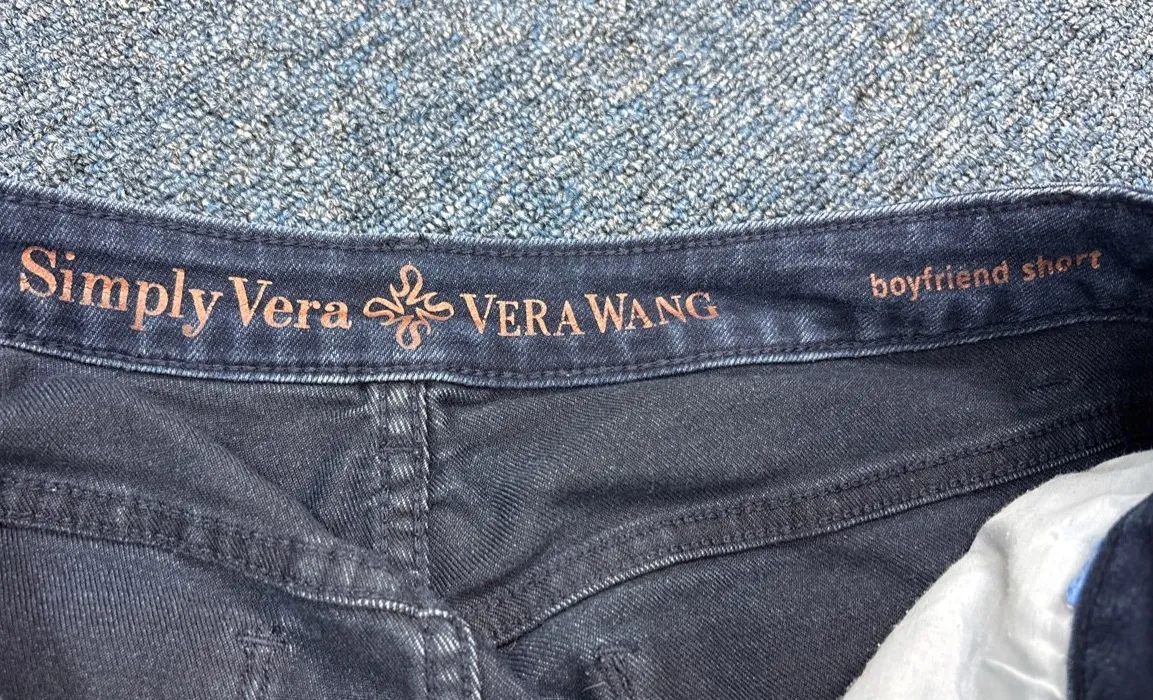 Simply Vera VERA WANG
boyfriend short